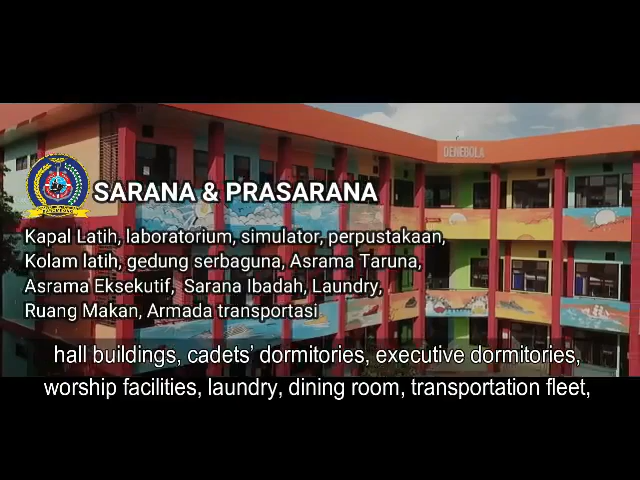 DENEBOLA
SARANA & PRASARANA
Kapal Latih, laboratorium, simulator, perpustakaan,
Kolam latih, gedung serbaguna, Asrama Taruna,
Asrama Eksekutif, Sarana Ibadah, Laundry,
Ruang Makan, Armada transportasi
hall buildings, cadets' dormitories, executive dormitories,
worship facilities, laundry, dining room, transportation fleet,